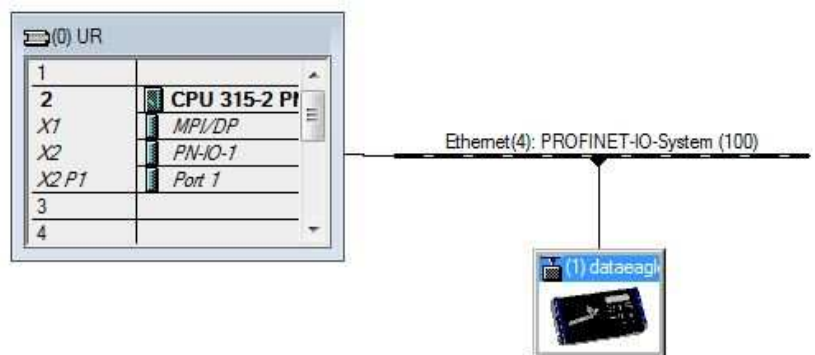 (0) UR
1
2 CPU 315-2 PN
X1 MPI/DP
X2 PN-IO-1
X2 P1 Port 1
3
4
Ethernet(4): PROFINET-IO-System (100)
(1) dataeagl